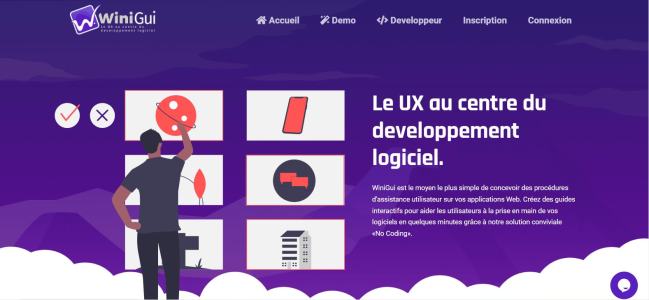 WiniGui
Le UX au centre du
developpement logiciel
Accueil
Demo
Developpeur
Inscription
Connexion
Le UX au centre du
developpement
logiciel.
WiniGui est le moyen le plus simple de concevoir des procédures
d'assistance utilisateur sur vos applications Web. Créez des guides
interactifs pour aider les utilisateurs à la prise en main de vos
logiciels en quelques minutes grâce à notre solution conviviale
«No Coding».